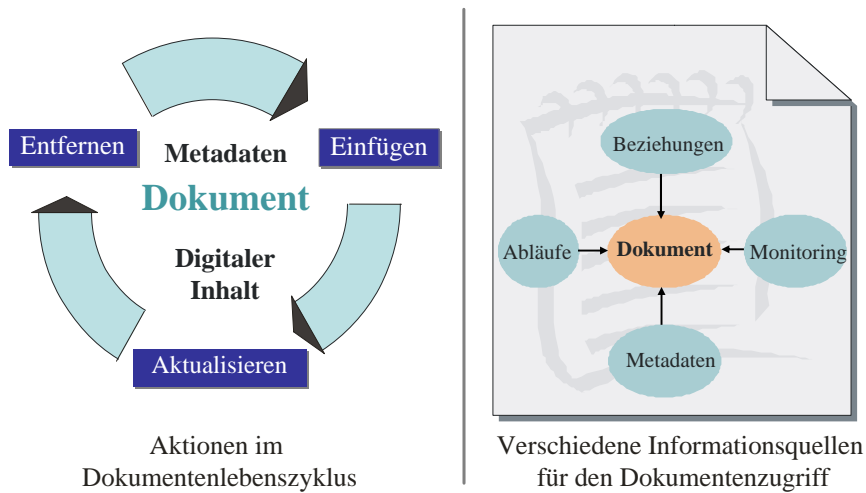 Entfernen
Metadaten
Einfügen
Dokument
Digitaler
Inhalt
Aktualisieren
Aktionen im
Dokumentenlebenszyklus
Beziehungen
Abläufe
Dokument
Monitoring
Metadaten
Verschiedene Informationsquellen
für den Dokumentenzugriff